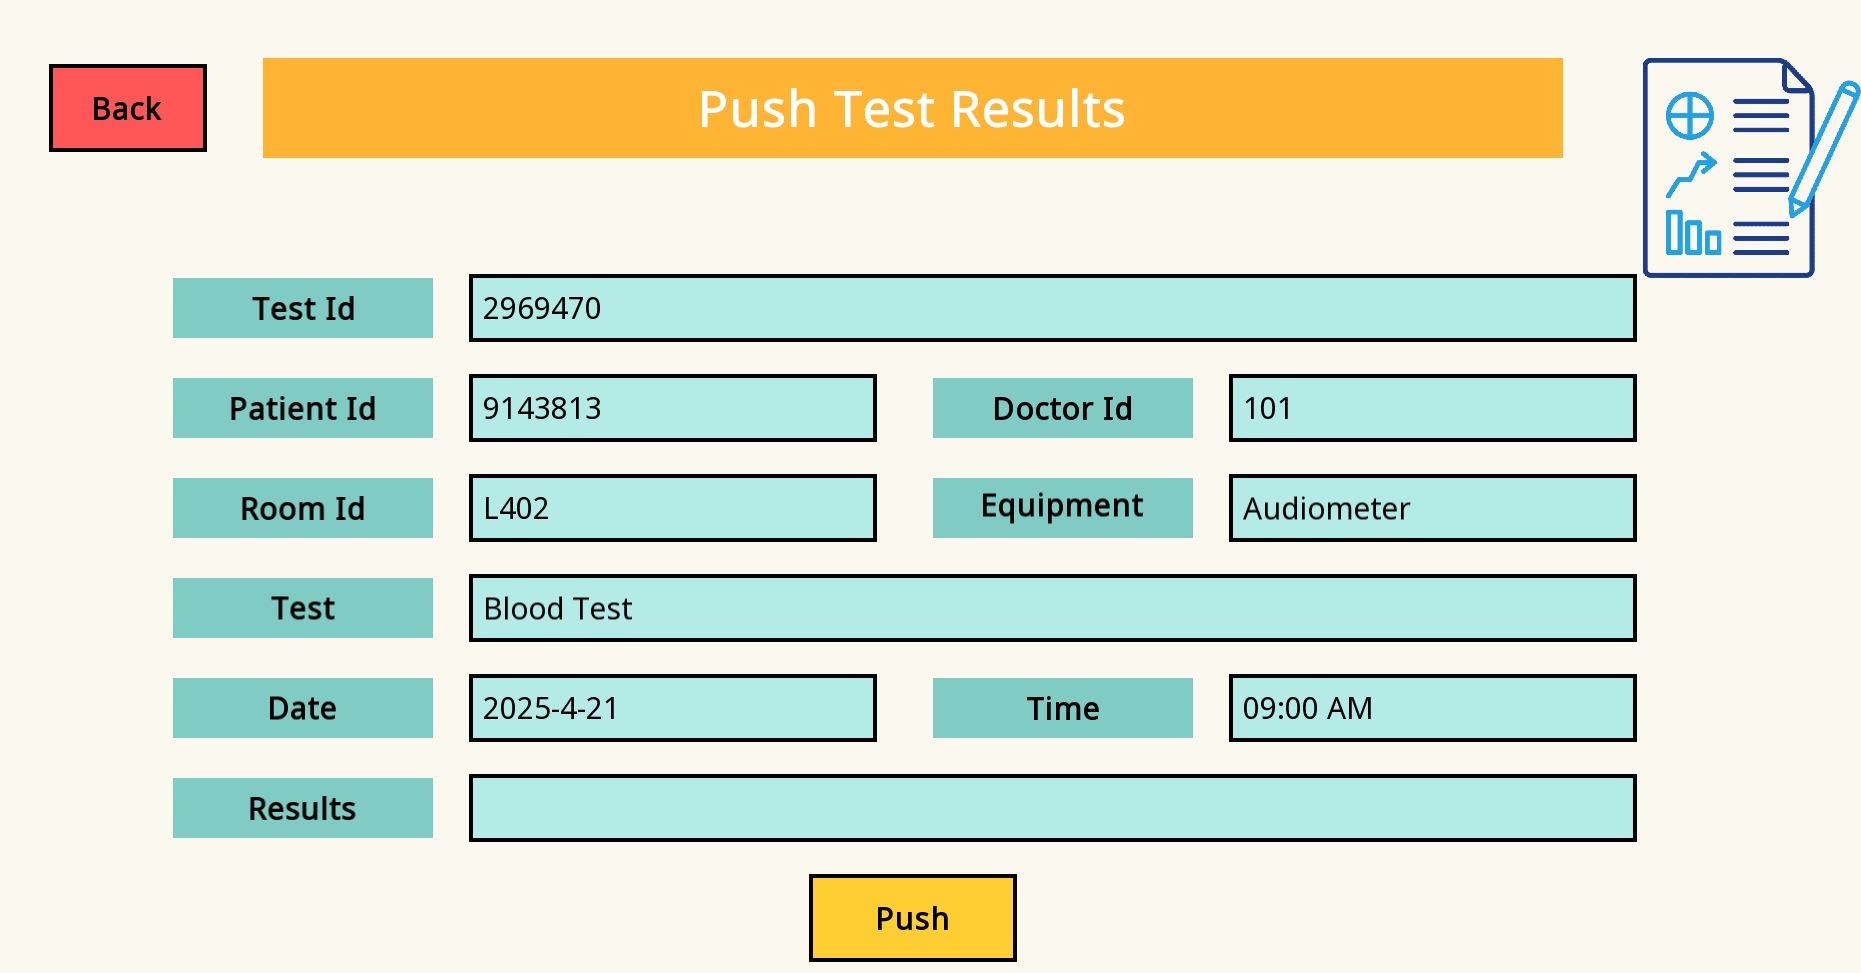 Back
Push Test Results
Test Id
2969470
Patient Id
9143813
Doctor Id
101
Room Id
L402
Equipment
Audiometer
Test
Blood Test
Date
2025-4-21
Time
09:00 AM
Results
Push